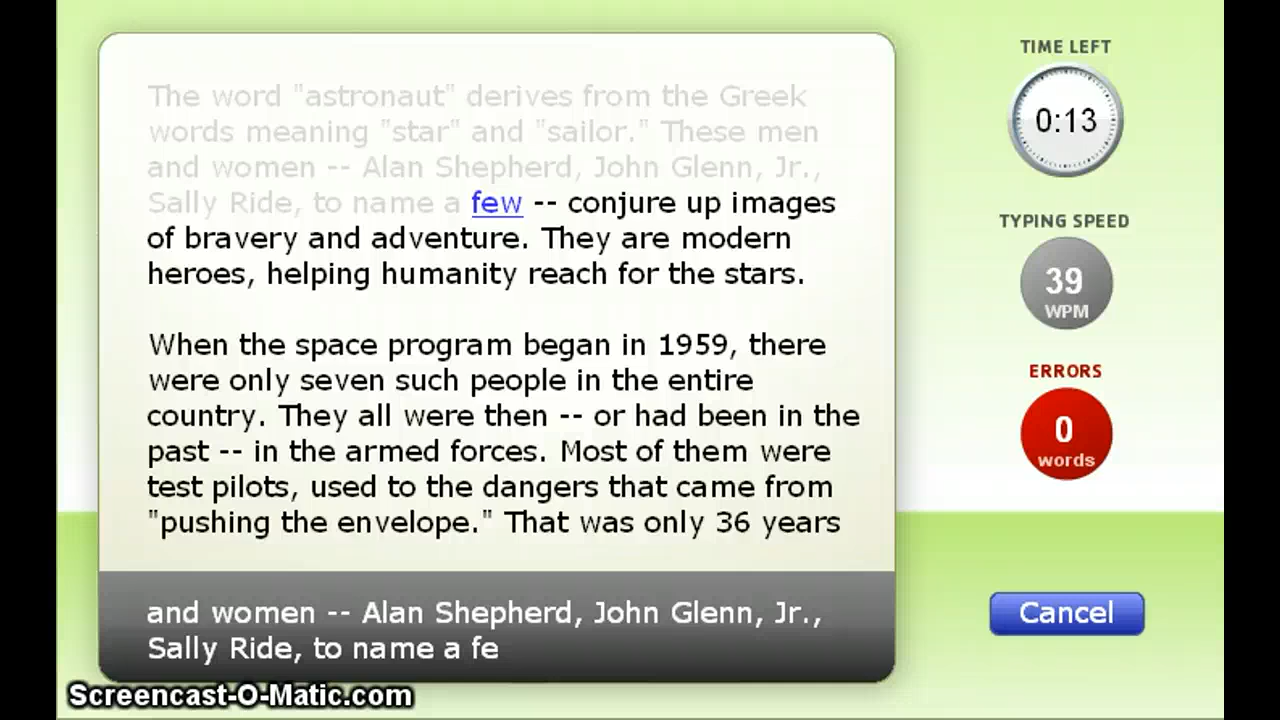 The word "astronaut" derives from the Greek
words meaning "star" and "sailor." These men
and women -- Alan Shepherd, John Glenn, Jr.,
Sally Ride, to name a few -- conjure up images
of bravery and adventure. They are modern
heroes, helping humanity reach for the stars.
When the space program began in 1959, there
were only seven such people in the entire
country. They all were then -- or had been in the
past -- in the armed forces. Most of them were
test pilots, used to the dangers that came from
"pushing the envelope." That was only 36 years
and women -- Alan Shepherd, John Glenn, Jr.,
Sally Ride, to name a fe
TIME LEFT
0:13
TYPING SPEED
39
WPM
ERRORS
0
words
Cancel
Screencast-O-Matic.com